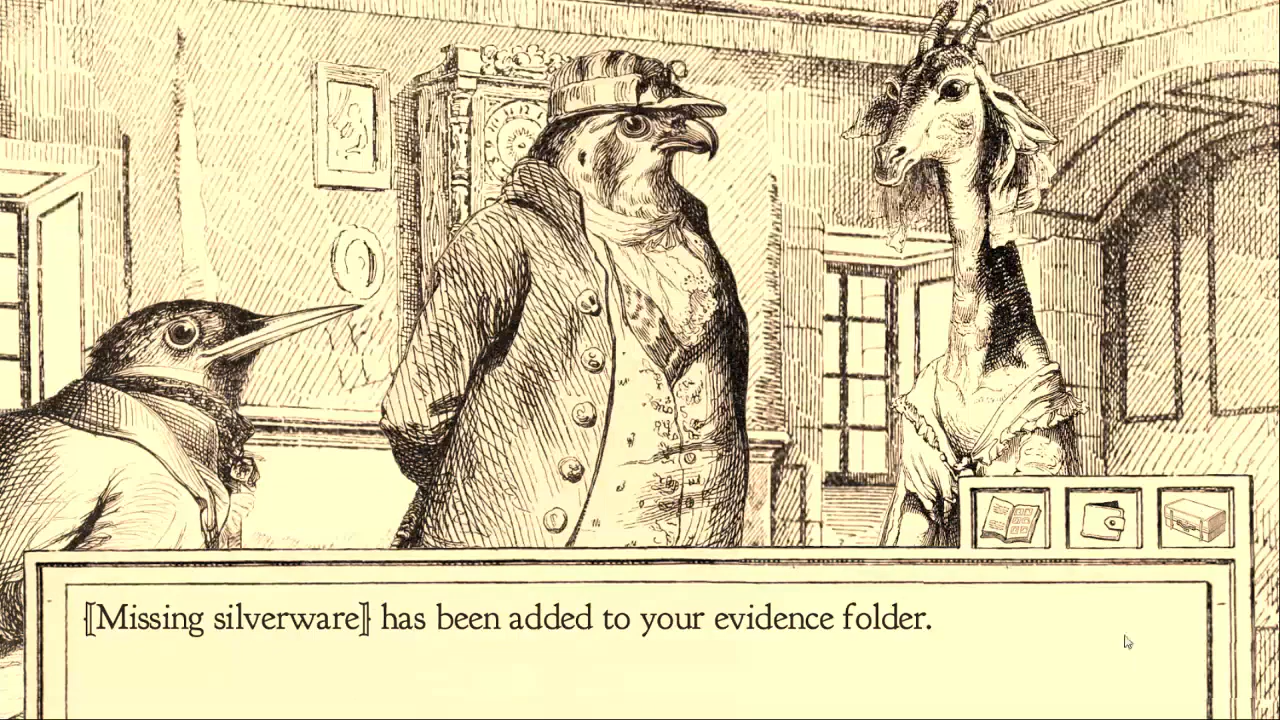 ⟦Missing silverware⟧ has been added to your evidence folder.